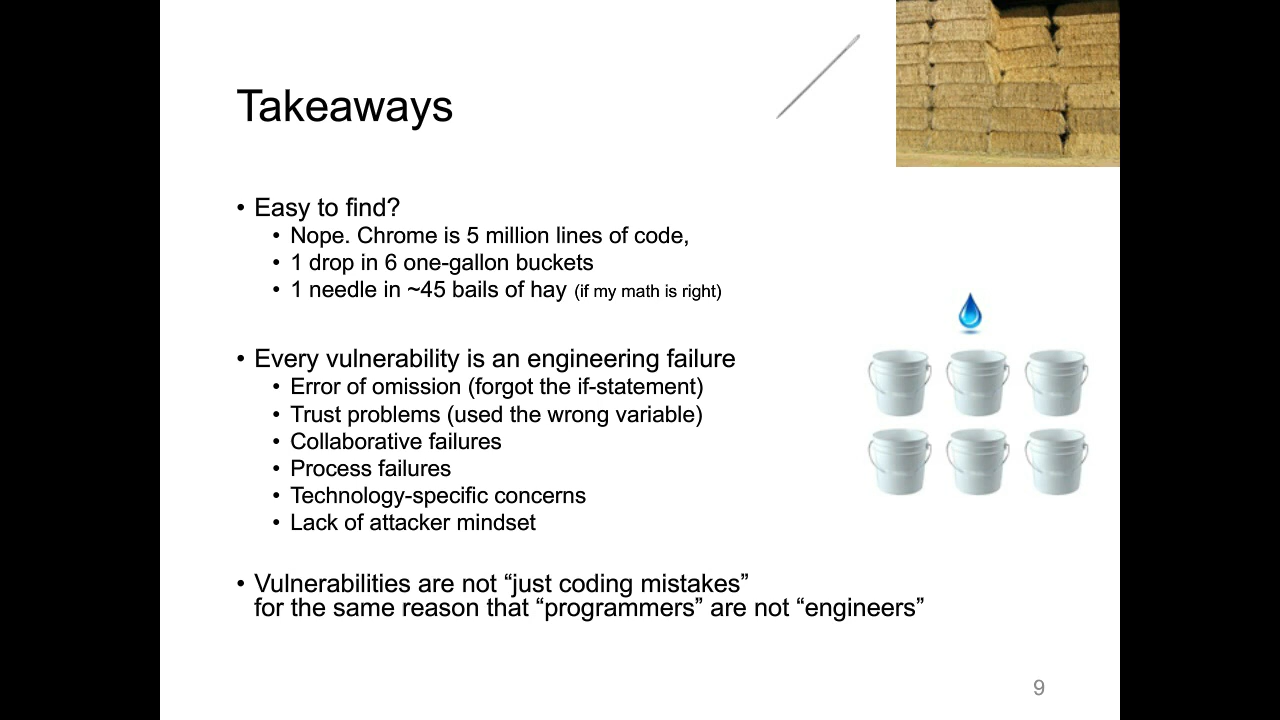 Takeaways
• Easy to find?
• Nope. Chrome is 5 million lines of code,
• 1 drop in 6 one-gallon buckets
• 1 needle in ~45 bails of hay (if my math is right)
• Every vulnerability is an engineering failure
• Error of omission (forgot the if-statement)
• Trust problems (used the wrong variable)
• Collaborative failures
• Process failures
• Technology-specific concerns
• Lack of attacker mindset
• Vulnerabilities are not “just coding mistakes”
for the same reason that “programmers” are not “engineers”
9